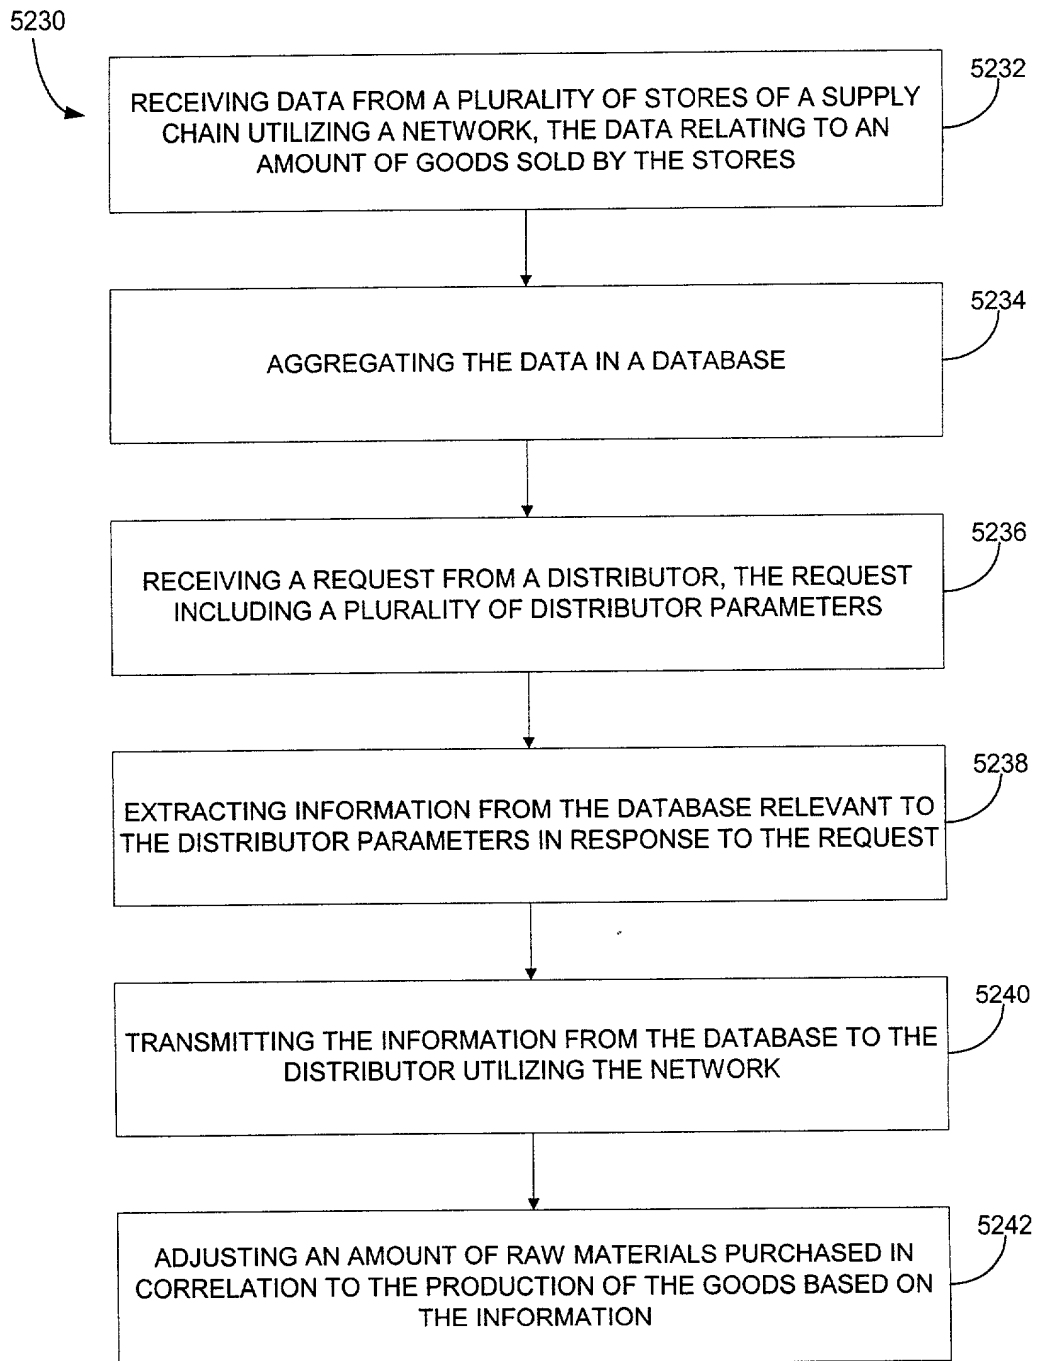 5230
5232
RECEIVING DATA FROM A PLURALITY OF STORES OF A SUPPLY
CHAIN UTILIZING A NETWORK, THE DATA RELATING TO AN
AMOUNT OF GOODS SOLD BY THE STORES
5234
AGGREGATING THE DATA IN A DATABASE
5236
RECEIVING A REQUEST FROM A DISTRIBUTOR, THE REQUEST
INCLUDING A PLURALITY OF DISTRIBUTOR PARAMETERS
5238
EXTRACTING INFORMATION FROM THE DATABASE RELEVANT TO
THE DISTRIBUTOR PARAMETERS IN RESPONSE TO THE REQUEST
5240
TRANSMITTING THE INFORMATION FROM THE DATABASE TO THE
DISTRIBUTOR UTILIZING THE NETWORK
5242
ADJUSTING AN AMOUNT OF RAW MATERIALS PURCHASED IN
CORRELATION TO THE PRODUCTION OF THE GOODS BASED ON
THE INFORMATION